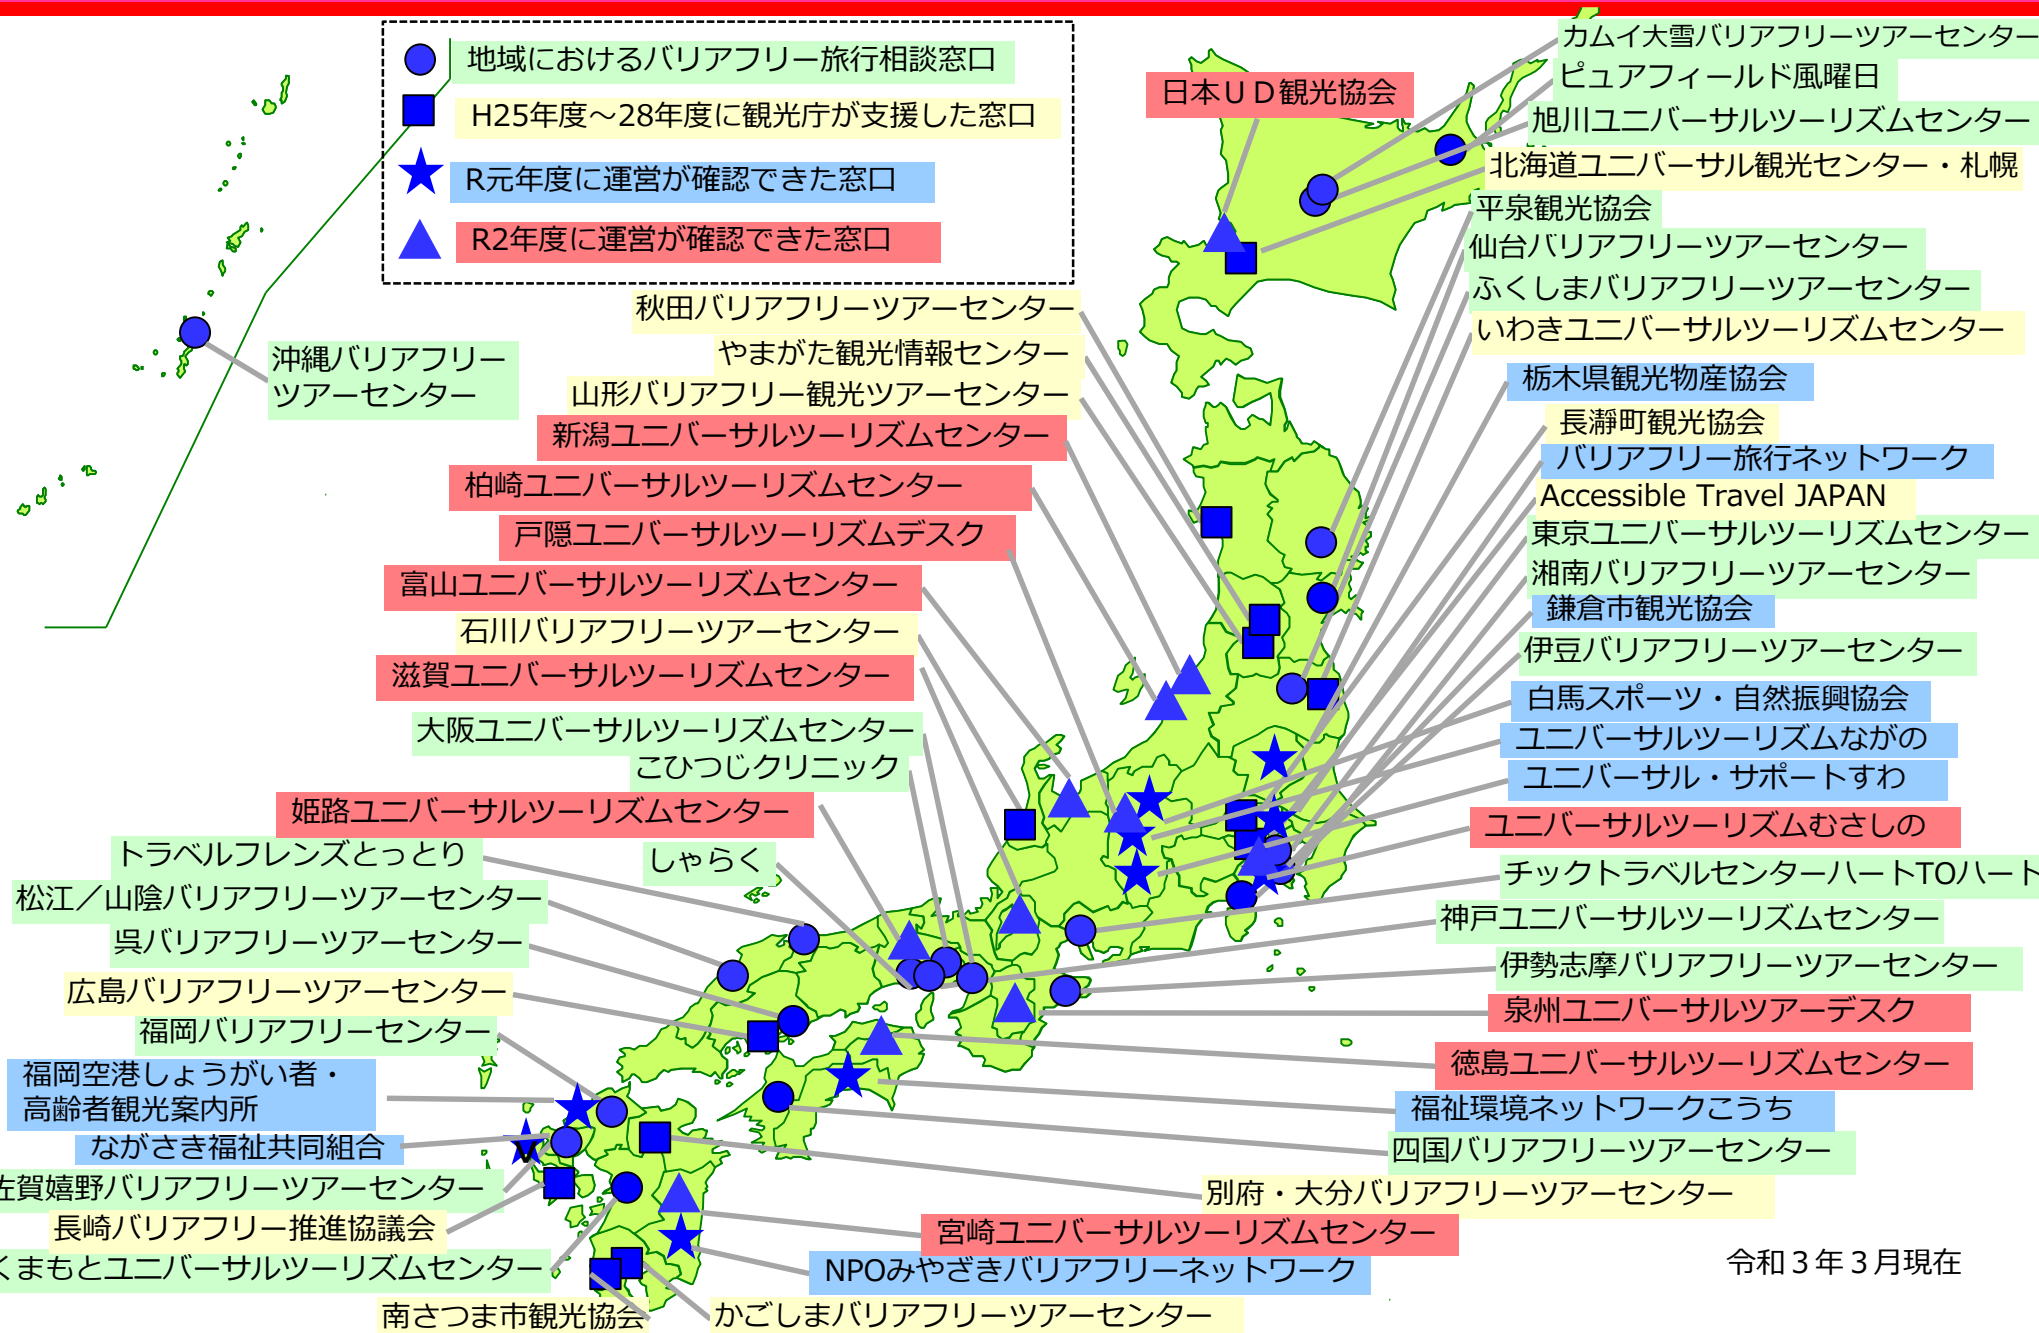 地域におけるバリアフリー旅行相談窓口
H25年度～28年度に観光庁が支援した窓口
R元年度に運営が確認できた窓口
R2年度に運営が確認できた窓口
日本ＵＤ観光協会
カムイ大雪バリアフリーツアーセンター
ピュアフィールド風曜日
旭川ユニバーサルツーリズムセンター
北海道ユニバーサル観光センター・札幌
平泉観光協会
仙台バリアフリーツアーセンター
ふくしまバリアフリーツアーセンター
いわきユニバーサルツーリズムセンター
栃木県観光物産協会
長瀞町観光協会
バリアフリー旅行ネットワーク
Accessible Travel JAPAN
東京ユニバーサルツーリズムセンター
湘南バリアフリーツアーセンター
鎌倉市観光協会
伊豆バリアフリーツアーセンター
白馬スポーツ・自然振興協会
ユニバーサルツーリズムながの
ユニバーサル・サポートすわ
ユニバーサルツーリズムむさしの
チックトラベルセンターハートTOハート
神戸ユニバーサルツーリズムセンター
伊勢志摩バリアフリーツアーセンター
泉州ユニバーサルツアーデスク
徳島ユニバーサルツーリズムセンター
福祉環境ネットワークこうち
四国バリアフリーツアーセンター
別府・大分バリアフリーツアーセンター
宮崎ユニバーサルツーリズムセンター
NPOみやざきバリアフリーネットワーク
かごしまバリアフリーツアーセンター
沖縄バリアフリー
ツアーセンター
秋田バリアフリーツアーセンター
やまがた観光情報センター
山形バリアフリー観光ツアーセンター
新潟ユニバーサルツーリズムセンター
柏崎ユニバーサルツーリズムセンター
戸隠ユニバーサルツーリズムデスク
富山ユニバーサルツーリズムセンター
石川バリアフリーツアーセンター
滋賀ユニバーサルツーリズムセンター
大阪ユニバーサルツーリズムセンター
こひつじクリニック
姫路ユニバーサルツーリズムセンター
トラベルフレンズとっとり
しゃらく
松江／山陰バリアフリーツアーセンター
呉バリアフリーツアーセンター
広島バリアフリーツアーセンター
福岡バリアフリーセンター
福岡空港しょうがい者・
高齢者観光案内所
ながさき福祉共同組合
佐賀嬉野バリアフリーツアーセンター
長崎バリアフリー推進協議会
くまもとユニバーサルツーリズムセンター
南さつま市観光協会
令和３年３月現在